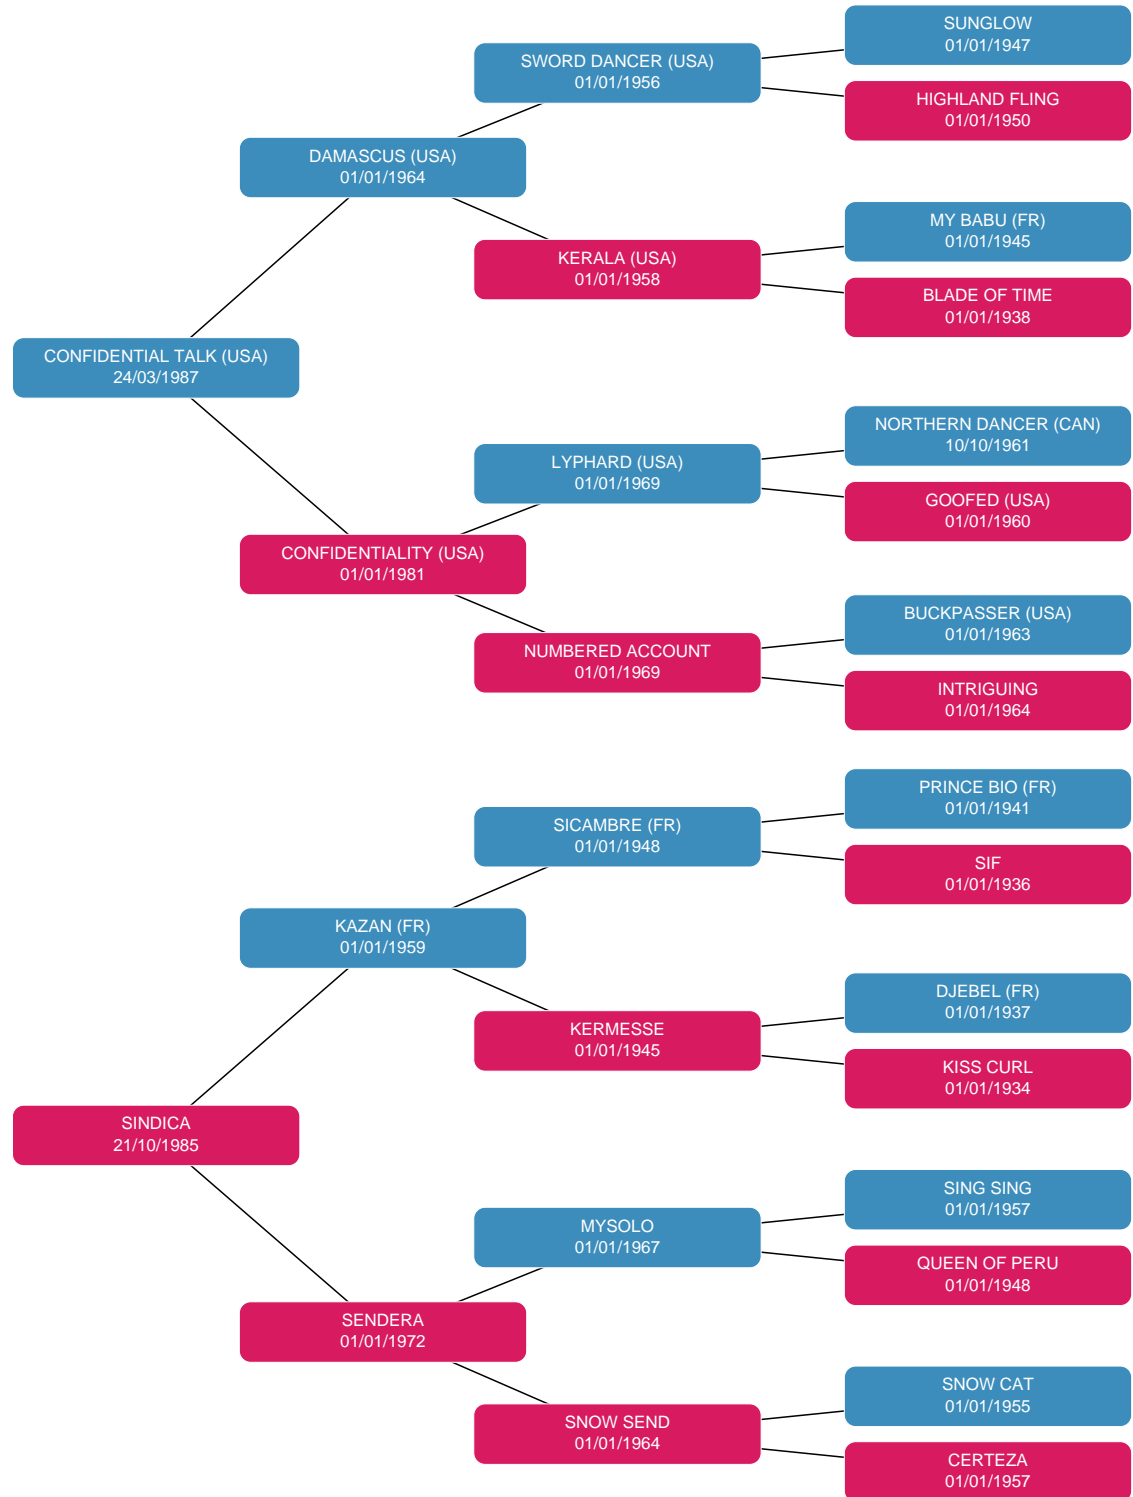 SUNGLOW
01/01/1947
SWORD DANCER (USA)
01/01/1956
HIGHLAND FLING
01/01/1950
DAMASCUS (USA)
01/01/1964
MY BABU (FR)
01/01/1945
KERALA (USA)
01/01/1958
BLADE OF TIME
01/01/1938
CONFIDENTIAL TALK (USA)
24/03/1987
NORTHERN DANCER (CAN)
10/10/1961
LYPHARD (USA)
01/01/1969
GOOFED (USA)
01/01/1960
CONFIDENTIALITY (USA)
01/01/1981
BUCKPASSER (USA)
01/01/1963
NUMBERED ACCOUNT
01/01/1969
INTRIGUING
01/01/1964
PRINCE BIO (FR)
01/01/1941
SICAMBRE (FR)
01/01/1948
SIF
01/01/1936
KAZAN (FR)
01/01/1959
DJEBEL (FR)
01/01/1937
KERMESSE
01/01/1945
KISS CURL
01/01/1934
SINDICA
21/10/1985
SING SING
01/01/1957
MYSOLO
01/01/1967
QUEEN OF PERU
01/01/1948
SENDERA
01/01/1972
SNOW CAT
01/01/1955
SNOW SEND
01/01/1964
CERTEZA
01/01/1957